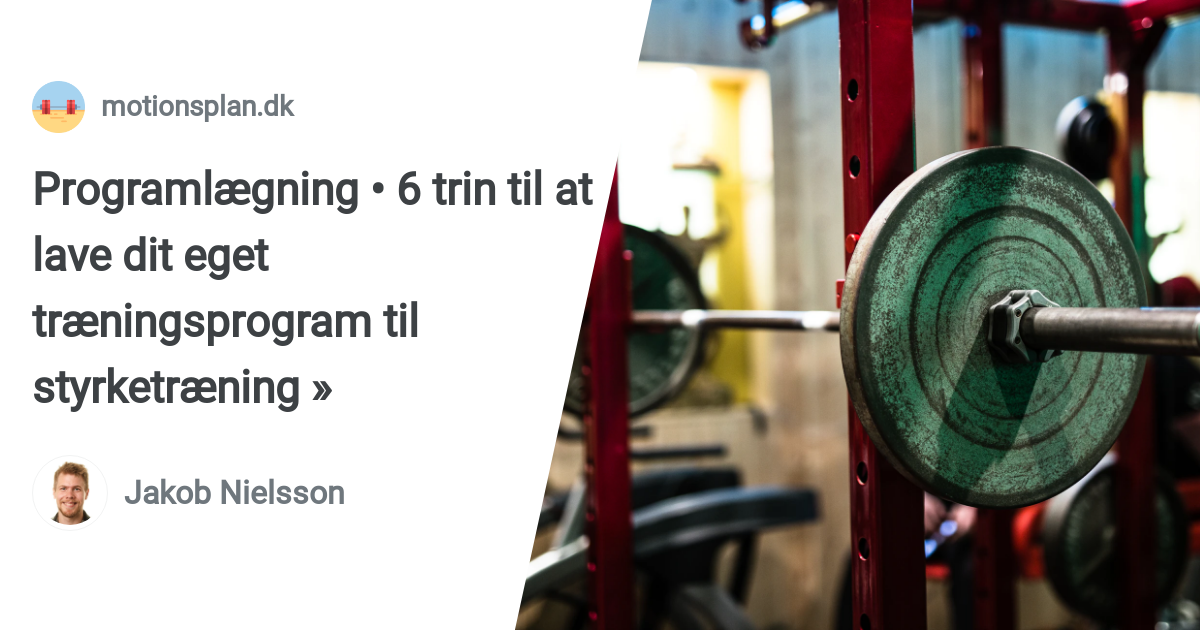 motionsplan.dk
Programlægning • 6 trin til at
lave dit eget
træningsprogram til
styrketræning »
Jakob Nielsson